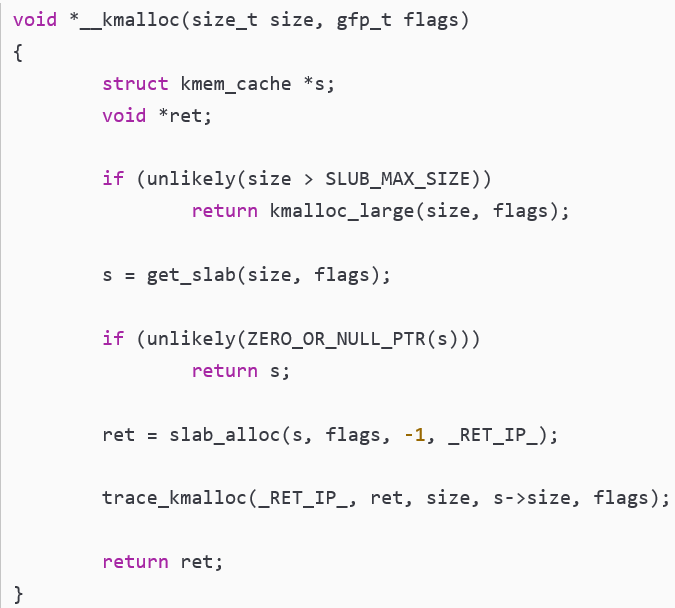 void *__kmalloc(size_t size, gfp_t flags)
{
        struct kmem_cache *s;
        void *ret;

        if (unlikely(size > SLUB_MAX_SIZE))
                return kmalloc_large(size, flags);

        s = get_slab(size, flags);

        if (unlikely(ZERO_OR_NULL_PTR(s)))
                return s;

        ret = slab_alloc(s, flags, -1, _RET_IP_);

        trace_kmalloc(_RET_IP_, ret, size, s->size, flags);

        return ret;
}